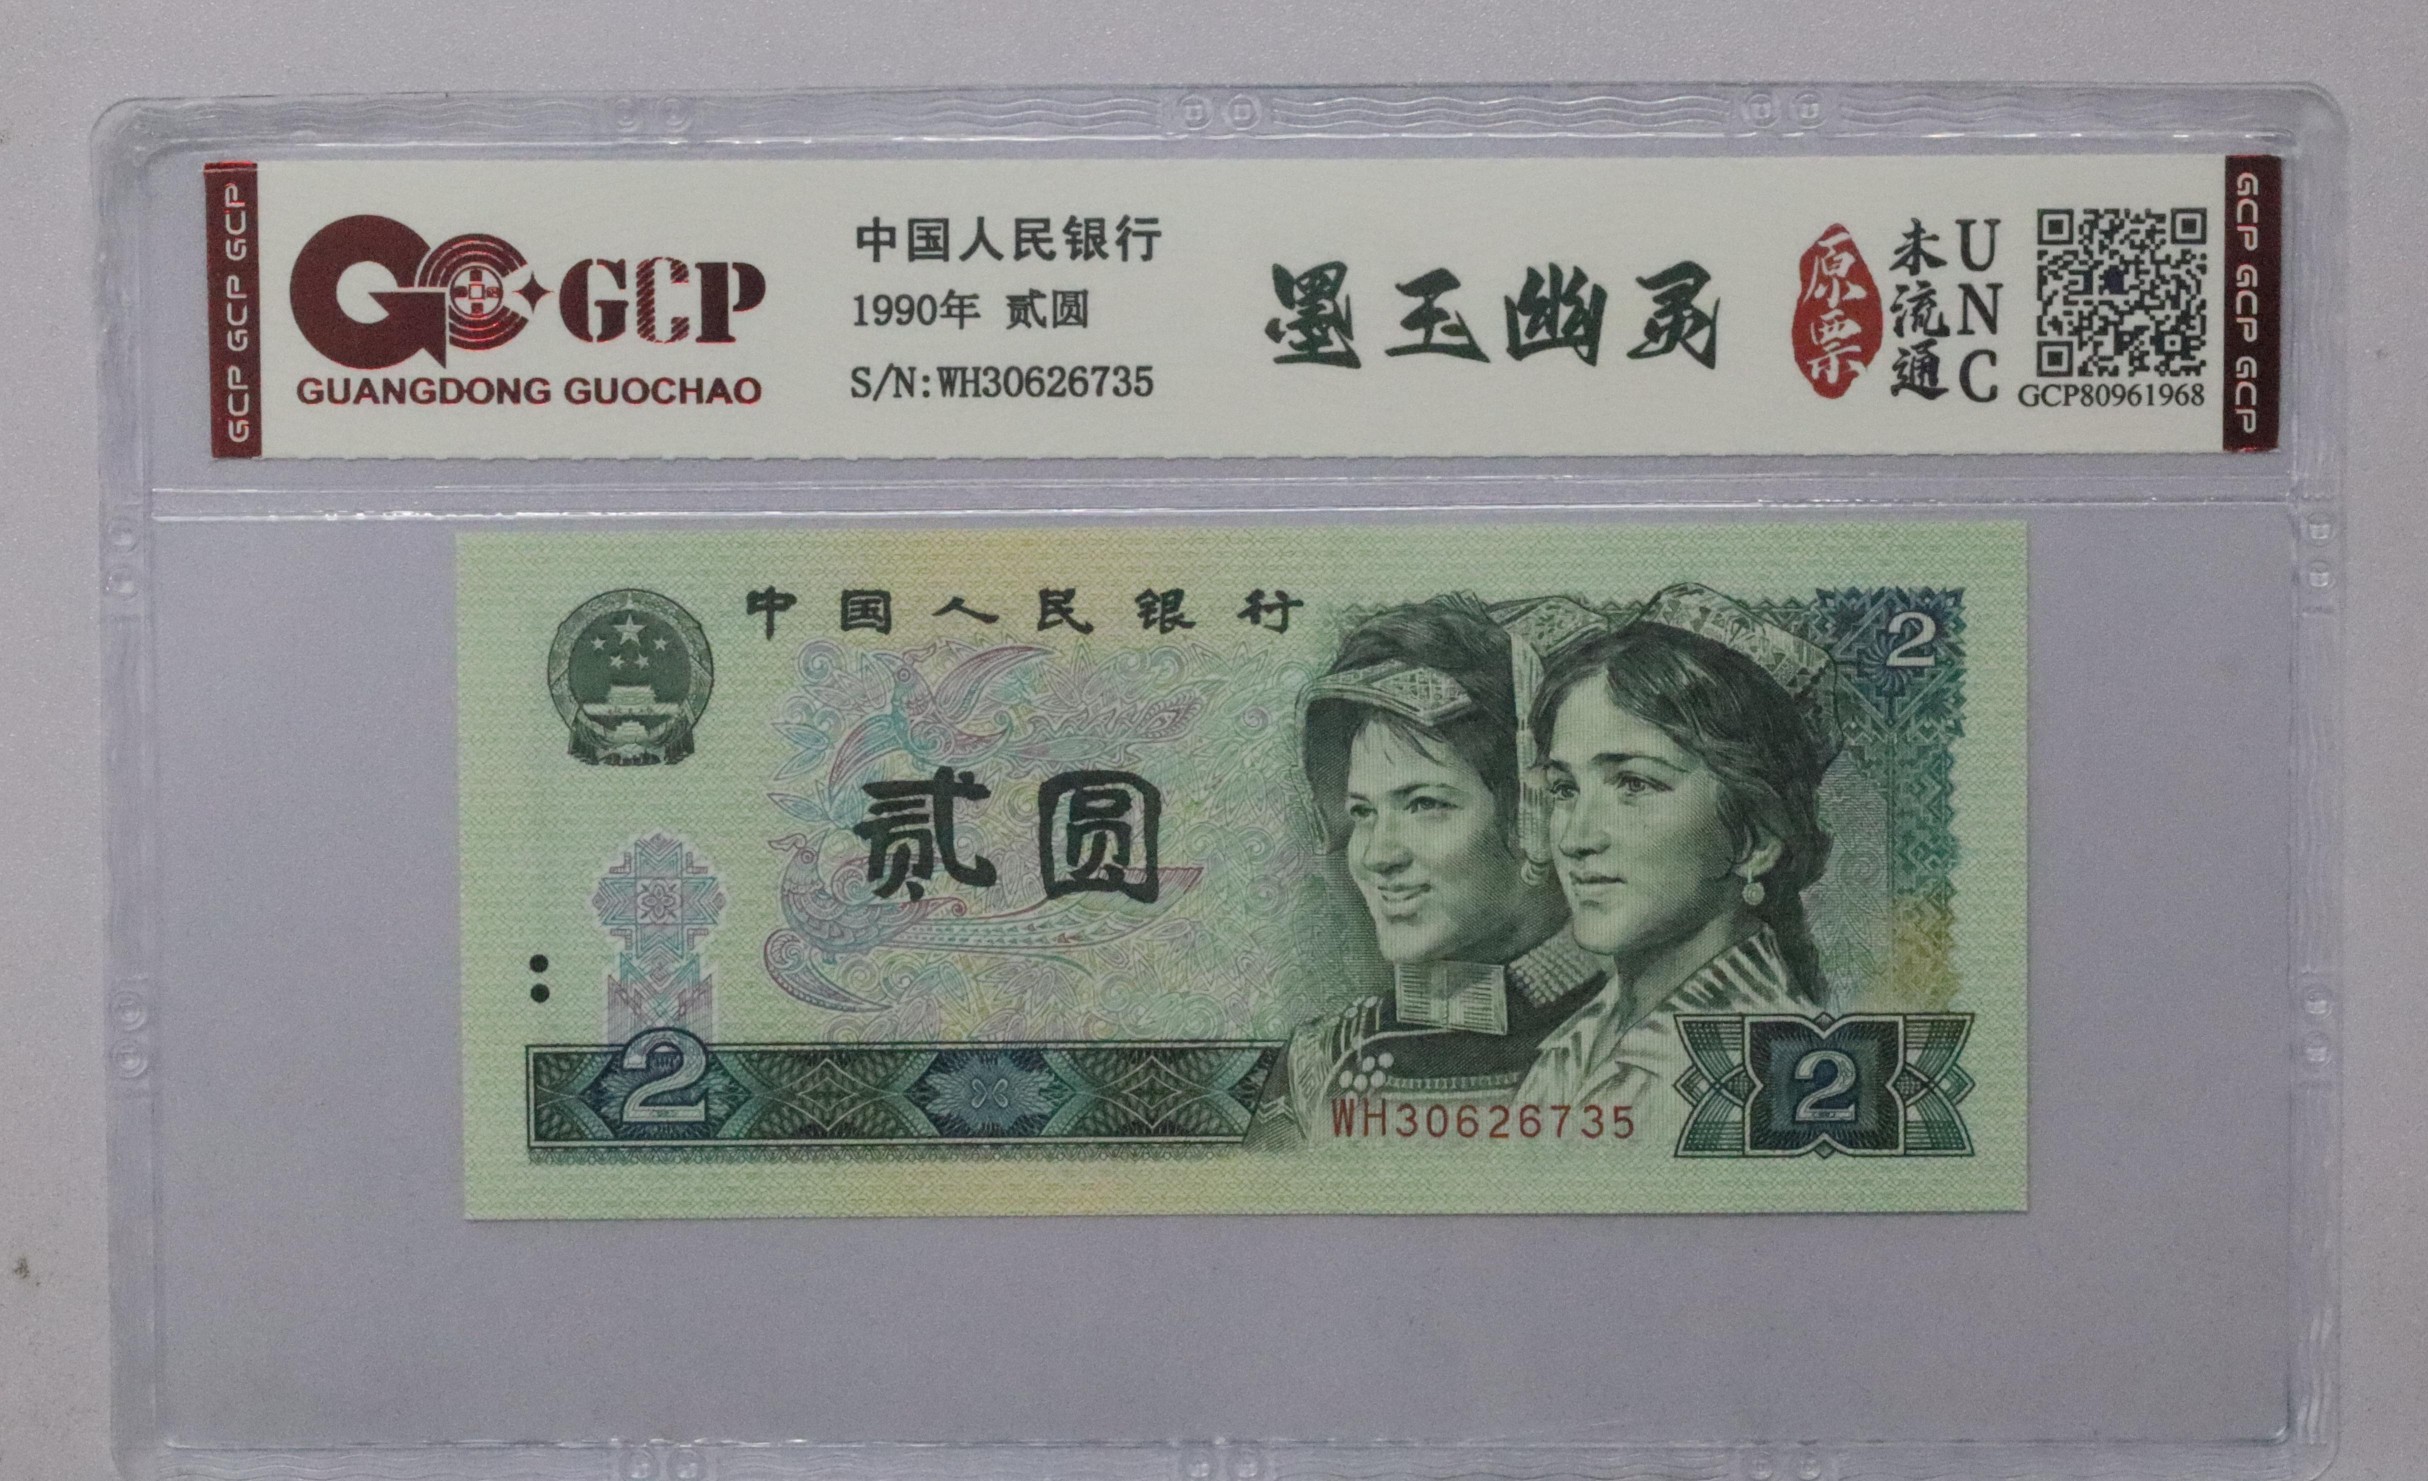 GCP GCP GCP
GCP
GUANGDONG GUOCHAO
中国人民银行
1990年 贰圆
S/N:WH30626735
墨玉幽灵
原票
未流通
UNC
GCP80961968
GCP GCP GCP
中国人民银行
2
贰圆
2
WH30626735
2